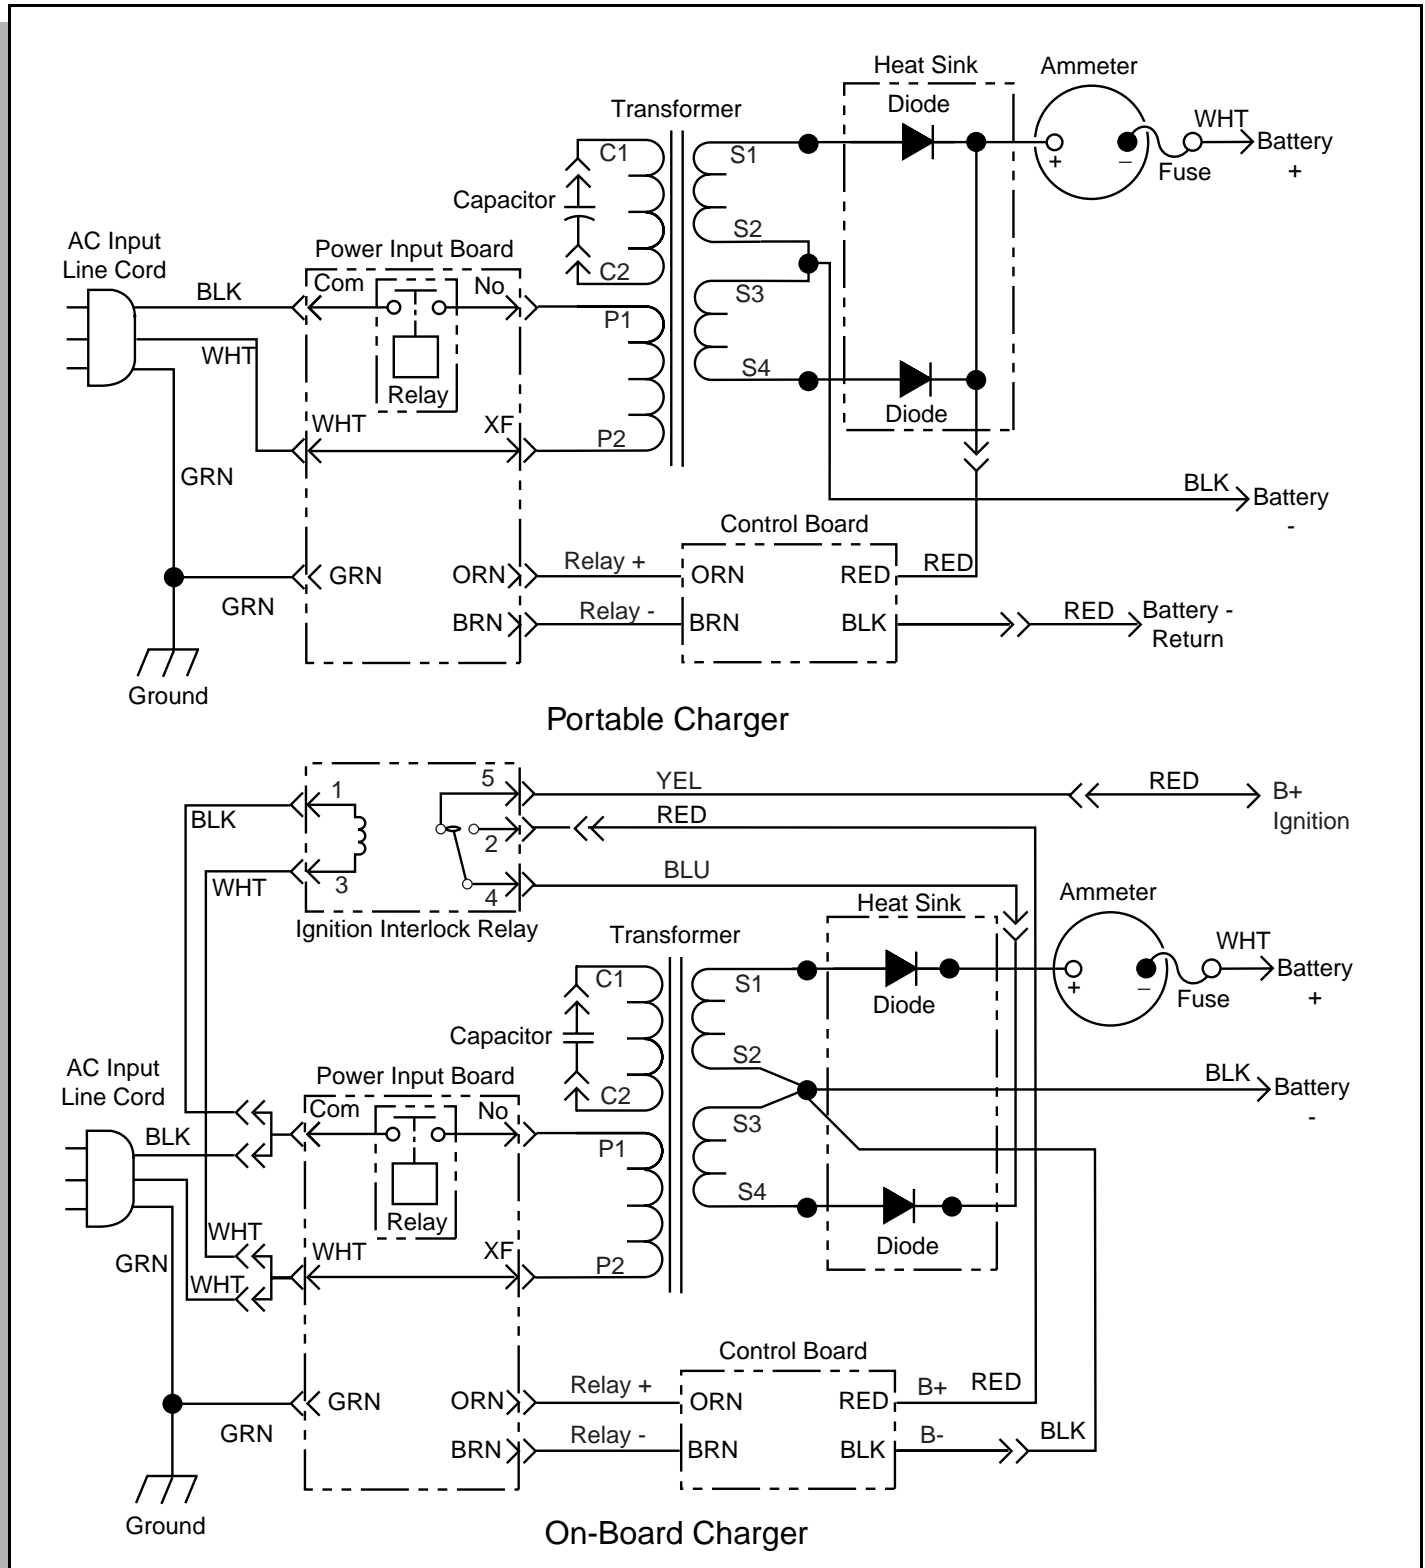 Heat Sink
Ammeter
Diode
Transformer
WHT
Battery
+
+
–
Fuse
C1
S1
Capacitor
S2
AC Input
Line Cord
Power Input Board
C2
Com
No
BLK
S3
P1
WHT
S4
Relay
Diode
WHT
XF
P2
GRN
BLK
Battery
-
Control Board
GRN
ORN
Relay +
ORN
RED
RED
GRN
BRN
Relay -
BRN
BLK
RED
Battery -
Return
Ground
Portable Charger
1
5
YEL
RED
B+
Ignition
BLK
2
RED
WHT
3
4
BLU
Ignition Interlock Relay
Heat Sink
Ammeter
Transformer
WHT
Battery
+
+
–
Fuse
C1
S1
Diode
Capacitor
S2
AC Input
Line Cord
Power Input Board
C2
BLK
Battery
-
Com
No
BLK
S3
P1
S4
Relay
Diode
WHT
GRN
WHT
XF
P2
WHT
Control Board
GRN
ORN
Relay +
ORN
RED
B+
RED
GRN
BRN
Relay -
BRN
BLK
B-
BLK
Ground
On-Board Charger